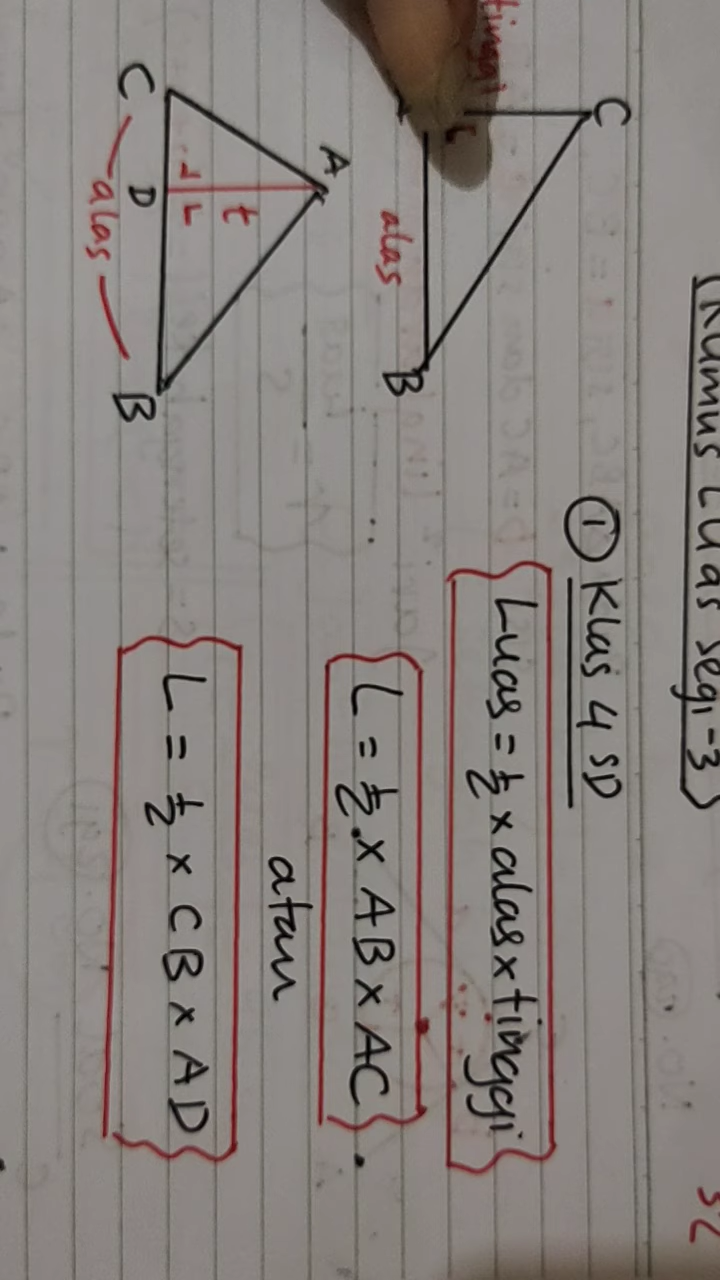 Rumus Luas segi-3
① Klas 4 SD
C
tinggi
alas
B
Luas = ½ x alas x tinggi
L = ½ x AB x AC.
atau
A
t
C
D
B
alas
L = ½ x CB x AD